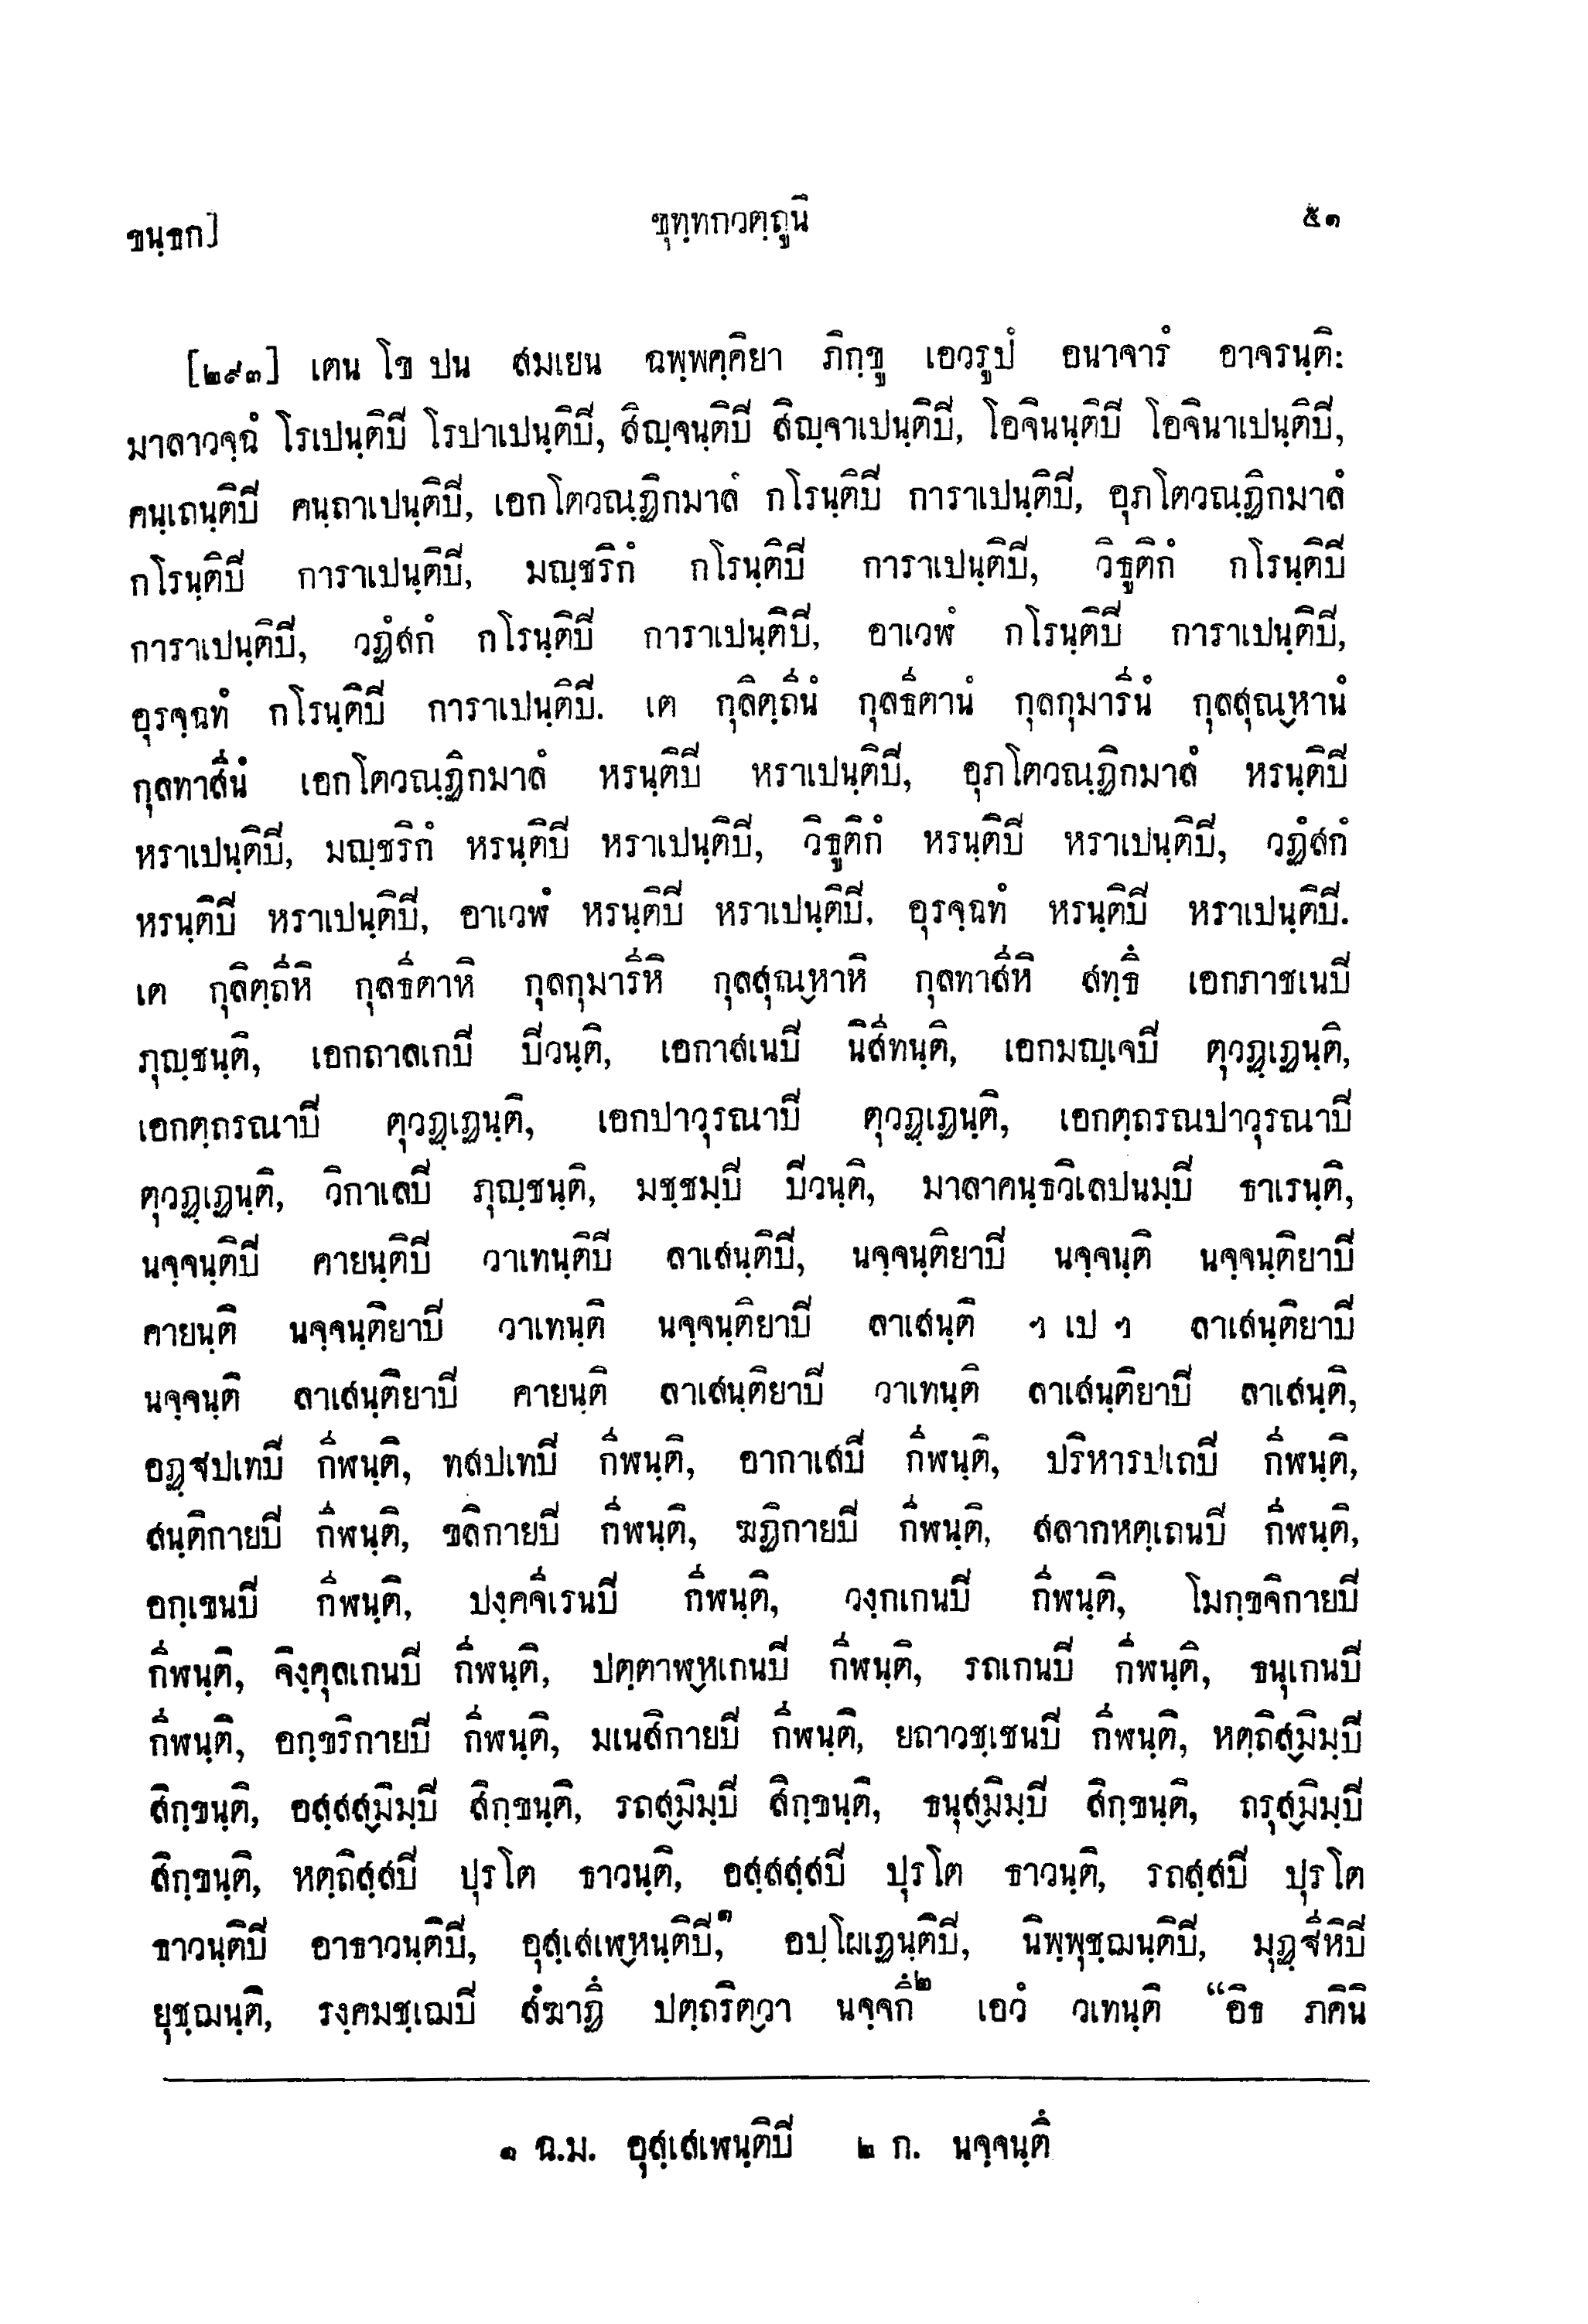 ขนฺธก]
ขุทฺทกวตฺถูนิ
๕๑
[๒๙๓] เตน โข ปน สมเยน ฉพฺพคฺคิยา ภิกฺขู เอวรูปํ อนาจารํ อาจรนฺติ:
มาลาวจฺฉํ โรเปนฺติปี โรปาเปนฺติปี, สิญฺจนฺติปี สิญฺจาเปนฺติปี, โอจินนฺติปี โอจินาเปนฺติปี,
คนฺเถนฺติปี คนฺถาเปนฺติปี, เอกโตวณฺฏิกมาลํ กโรนฺติปี การาเปนฺติปี, อุภโตวณฺฏิกมาลํ
กโรนฺติปี การาเปนฺติปี, มญฺชริกํ กโรนฺติปี การาเปนฺติปี, วิธูติกํ กโรนฺติปี
การาเปนฺติปี, วฏํสกํ กโรนฺติปี การาเปนฺติปี, อาเวฬํ กโรนฺติปี การาเปนฺติปี,
อุรจฺฉทํ กโรนฺติปี การาเปนฺติปี. เต กุลิตฺถีนํ กุลธีตานํ กุลกุมารีนํ กุลสุณฺหานํ
กุลทาสีนํ เอกโตวณฺฏิกมาลํ หรนฺติปี หราเปนฺติปี, อุภโตวณฺฏิกมาลํ หรนฺติปี
หราเปนฺติปี, มญฺชริกํ หรนฺติปี หราเปนฺติปี, วิธูติกํ หรนฺติปี หราเปนฺติปี, วฏํสกํ
หรนฺติปี หราเปนฺติปี, อาเวฬํ หรนฺติปี หราเปนฺติปี, อุรจฺฉทํ หรนฺติปี หราเปนฺติปี.
เต กุลิตฺถีหิ กุลธีตาหิ กุลกุมารีหิ กุลสุณฺหาหิ กุลทาสีหิ สทฺธึ เอกภาชเนปี
ภุญฺชนฺติ, เอกถาลเกปี ปีวนฺติ, เอกาสเนปี นิสีทนฺติ, เอกมญฺเจปี ตุวฏฺเฏนฺติ,
เอกตฺถรณาปี ตุวฏฺเฏนฺติ, เอกปาวุรณาปี ตุวฏฺเฏนฺติ, เอกตฺถรณปาวุรณาปี
ตุวฏฺเฏนฺติ, วิกาเลปี ภุญฺชนฺติ, มชฺชมฺปี ปีวนฺติ, มาลาคนฺธวิเลปนมฺปี ธาเรนฺติ,
นจฺจนฺติปี คายนฺติปี วาเทนฺติปี ลาเสนฺติปี, นจฺจนฺติยาปี นจฺจนฺติ นจฺจนฺติยาปี
คายนฺติ นจฺจนฺติยาปี วาเทนฺติ นจฺจนฺติยาปี ลาเสนฺติ ฯ เป ฯ ลาเสนฺติยาปี
นจฺจนฺติ ลาเสนฺติยาปี คายนฺติ ลาเสนฺติยาปี วาเทนฺติ ลาเสนฺติยาปี ลาเสนฺติ,
อฏฺฐปเทปี กีฬนฺติ, ทสปเทปี กีฬนฺติ, อากาเสปี กีฬนฺติ, ปริหารปเถปี กีฬนฺติ,
สนฺติกายปี กีฬนฺติ, ขลิกายปี กีฬนฺติ, ฆฏิกายปี กีฬนฺติ, สลากหตฺเถนปี กีฬนฺติ,
อกฺเขนปี กีฬนฺติ, ปงฺคจีเรนปี กีฬนฺติ, วงฺกเกนปี กีฬนฺติ, โมกฺขจิกายปี
กีฬนฺติ, จิงฺคุลเกนปี กีฬนฺติ, ปตฺตาฬฺหเกนปี กีฬนฺติ, รถเกนปี กีฬนฺติ, ธนุเกนปี
กีฬนฺติ, อกฺขริกายปี กีฬนฺติ, มเนสิกายปี กีฬนฺติ, ยถาวชฺเชนปี กีฬนฺติ, หตฺถิสฺมิมฺปี
สิกฺขนฺติ, อสฺสสฺมิมฺปี สิกฺขนฺติ, รถสฺมิมฺปี สิกฺขนฺติ, ธนุสฺมิมฺปี สิกฺขนฺติ, ถรุสฺมิมฺปี
สิกฺขนฺติ, หตฺถิสฺสปี ปุรโต ธาวนฺติ, อสฺสสฺสปี ปุรโต ธาวนฺติ, รถสฺสปี ปุรโต
ธาวนฺติปี อาธาวนฺติปี, อุสฺเสเฬฺหนฺติปี,๑ อปฺโผเฏนฺติปี, นิพฺพุชฺฌนฺติปี, มุฏฺฐีหิปี
ยุชฺฌนฺติ, รงฺคมชฺเฌปี สํฆาฏึ ปตฺถริตฺวา นจฺจกึ๒ เอวํ วเทนฺติ “อิธ ภคินิ
๑ ฉ.ม. อุสฺเสเฬนฺติปี ๒ ก. นจฺจนฺตึ